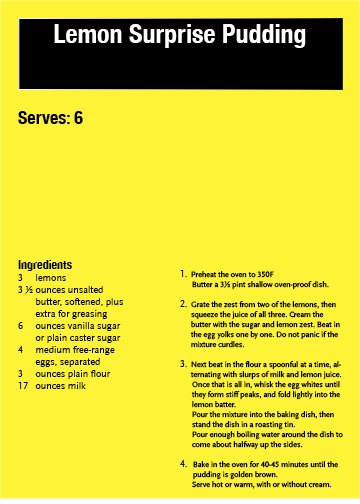 Lemon Surprise Pudding
Serves: 6
Ingredients
3 lemons
3 ½ ounces unsalted
butter, softened, plus
extra for greasing
6 ounces vanilla sugar
or plain caster sugar
4 medium free-range
eggs, separated
3 ounces plain flour
17 ounces milk
1. Preheat the oven to 350F
Butter a 3½ pint shallow oven-proof dish.
2. Grate the zest from two of the lemons, then
squeeze the juice of all three. Cream the
butter with the sugar and lemon zest. Beat in
the egg yolks one by one. Do not panic if the
mixture curdles.
3. Next beat in the flour a spoonful at a time, al-
ternating with slurps of milk and lemon juice.
Once that is all in, whisk the egg whites until
they form stiff peaks, and fold lightly into the
lemon batter.
Pour the mixture into the baking dish, then
stand the dish in a roasting tin.
Pour enough boiling water around the dish to
come about halfway up the sides.
4. Bake in the oven for 40-45 minutes until the
pudding is golden brown.
Serve hot or warm, with or without cream.